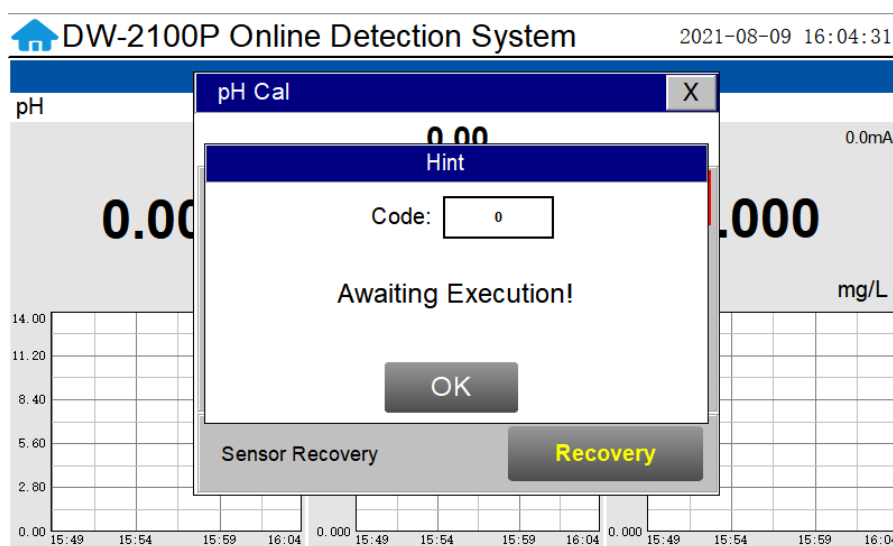 DW-2100P Online Detection System 2021-08-09 16:04:31
pH Cal X
pH
0.00
0.0mA
Hint
Code: 0
0.00
.000
Awaiting Execution!
mg/L
OK
Sensor Recovery Recovery
14.00
11.20
8.40
5.60
2.80
0.00
15:49 15:54 15:59 16:04
0.000
15:49 15:54 15:59 16:04
0.000
15:49 15:54 15:59 16:0